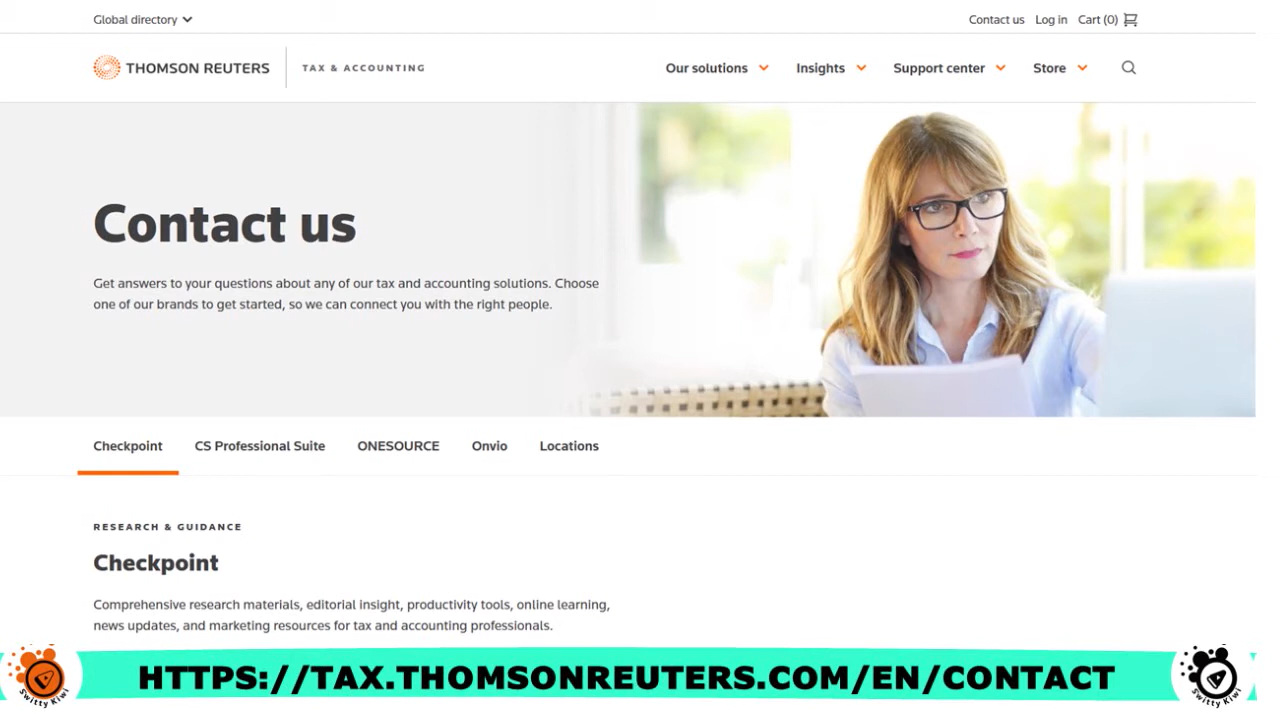 Global directory
Contact us
Log in
Cart (0)
THOMSON REUTERS
TAX & ACCOUNTING
Our solutions
Insights
Support center
Store
Contact us
Get answers to your questions about any of our tax and accounting solutions. Choose
one of our brands to get started, so we can connect you with the right people.
Checkpoint
CS Professional Suite
ONESOURCE
Onvio
Locations
RESEARCH & GUIDANCE
Checkpoint
Comprehensive research materials, editorial insight, productivity tools, online learning,
news updates, and marketing resources for tax and accounting professionals.
Switty Kiwi
HTTPS://TAX.THOMSONREUTERS.COM/EN/CONTACT
Switty Kiwi